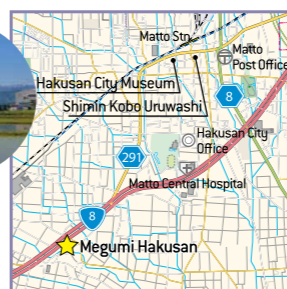 Matto Stn.
Matto
Post Office
Hakusan City Museum
8
Shimin Kobo Uruwashi
Hakusan City
Office
291
Matto Central Hospital
8
Megumi Hakusan